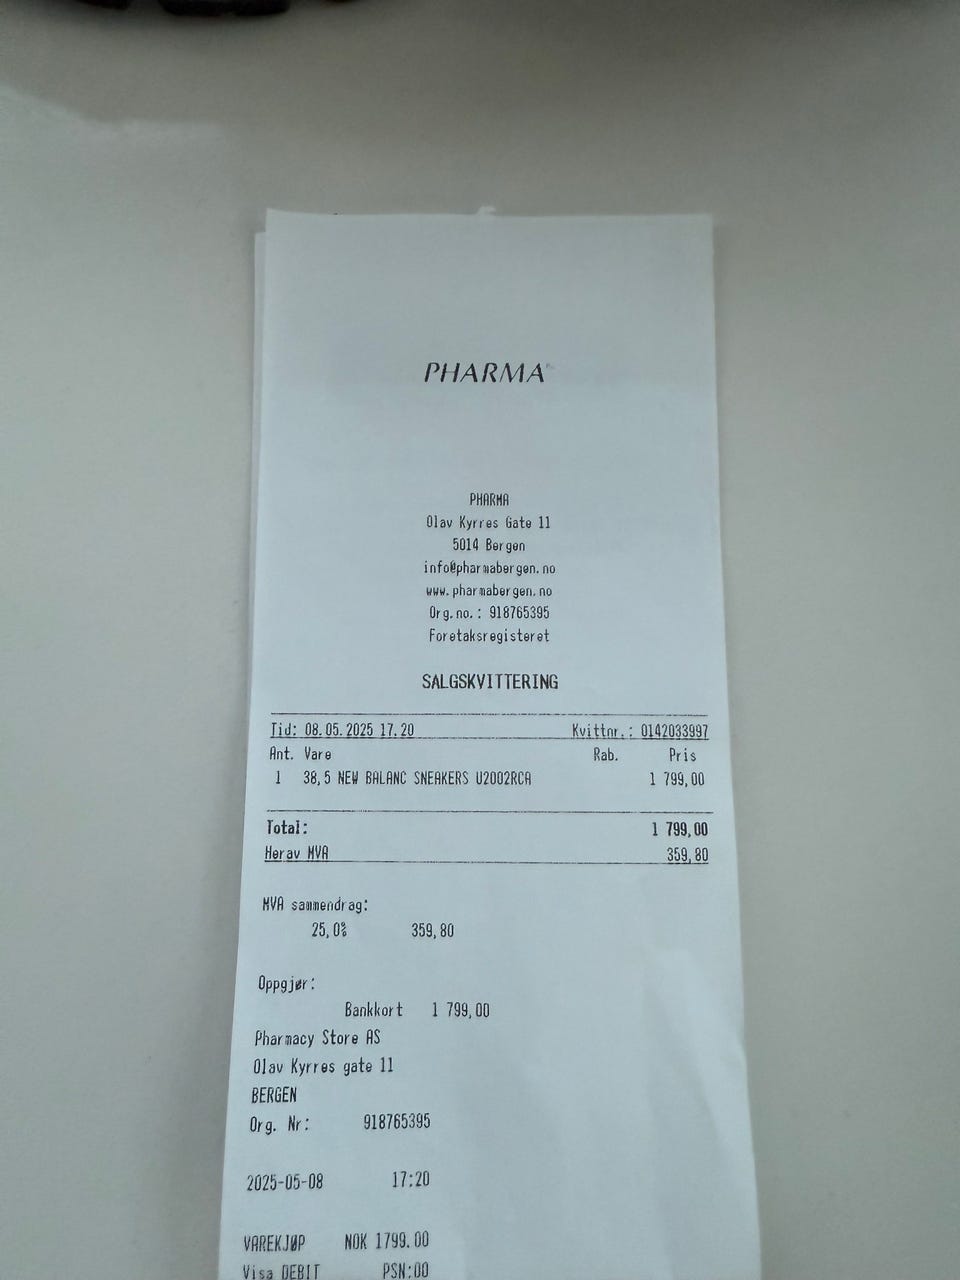 PHARMA
PHARMA
Olav Kyrres Gate 11
5014 Bergen
info@pharmabergen.no
www.pharmabergen.no
Org.no.: 918765395
Foretaksregisteret
SALGSKVITTERING
Tid: 08.05.2025 17.20 Kvittnr.: 0142033997
Ant. Vare Rab. Pris
1 38,5 NEW BALANC SNEAKERS U2002RCA 1 799,00
Total: 1 799,00
Herav MVA 359,80
MVA sammendrag:
25,0% 359,80
Oppgjør:
Bankkort 1 799,00
Pharmacy Store AS
Olav Kyrres gate 11
BERGEN
Org. Nr: 918765395
2025-05-08 17:20
VAREKJØP NOK 1799.00
Visa DEBIT PSN:00